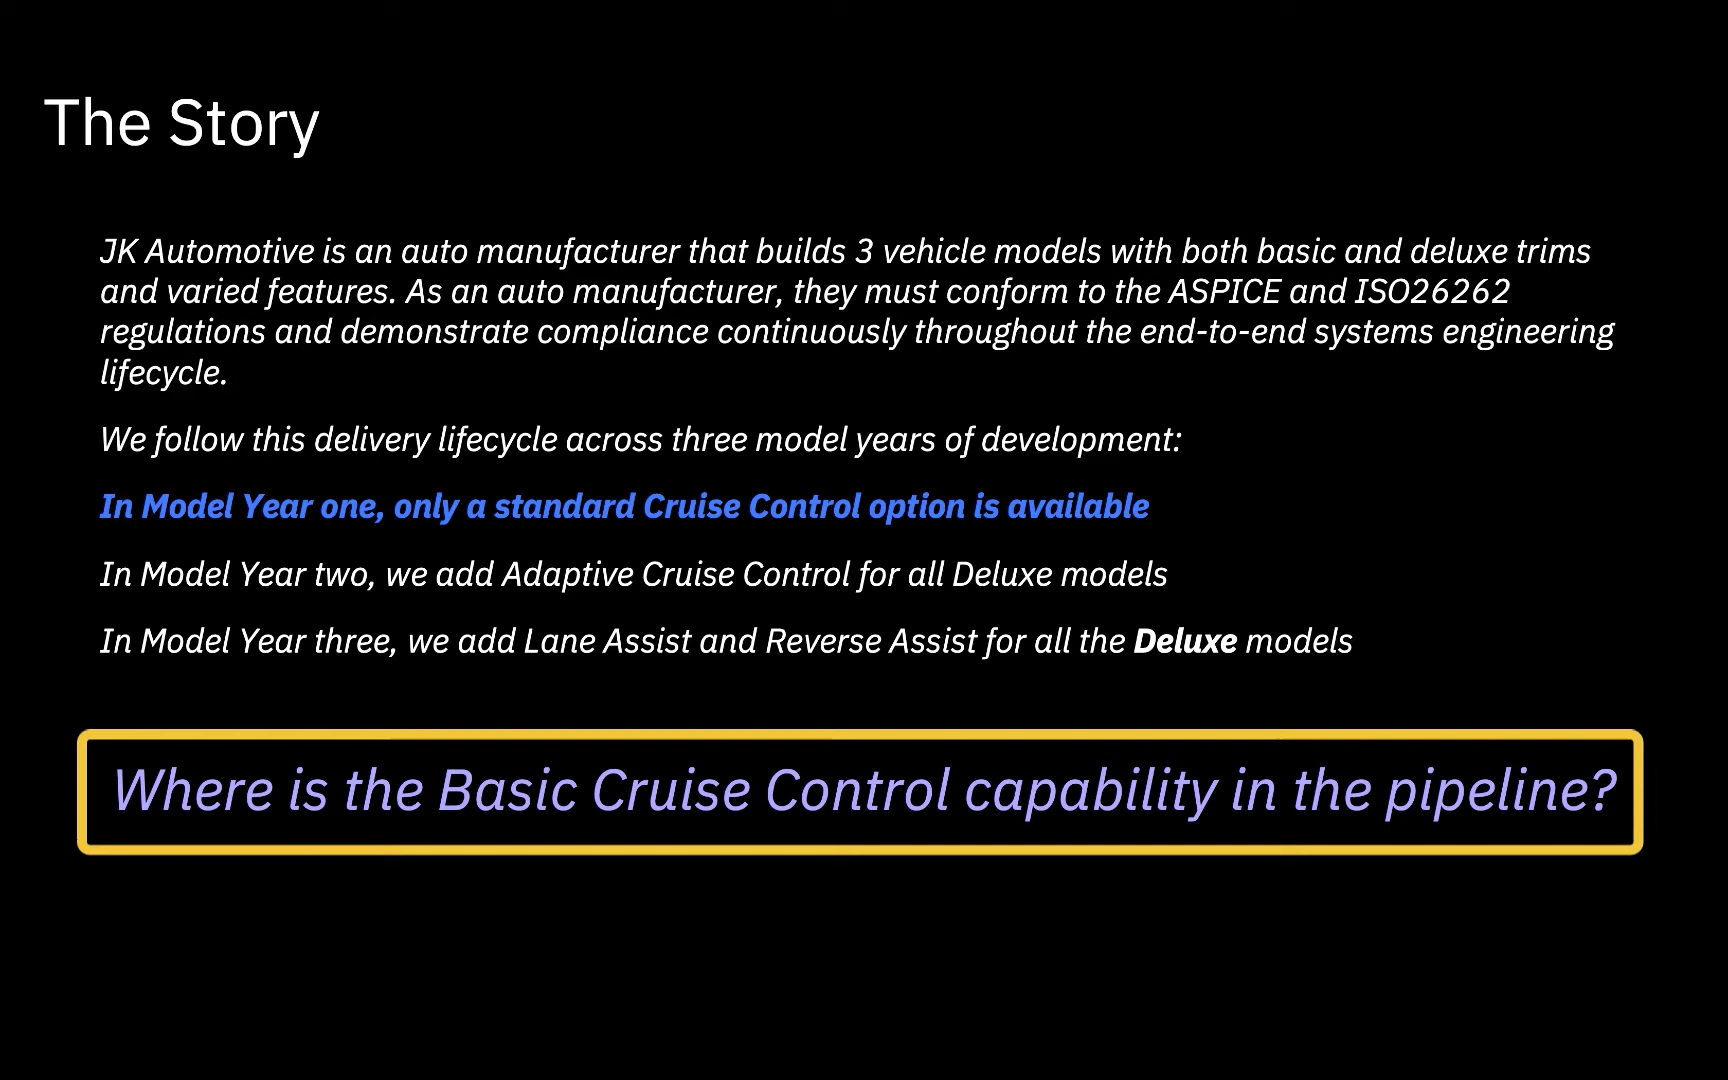 The Story
JK Automotive is an auto manufacturer that builds 3 vehicle models with both basic and deluxe trims
and varied features. As an auto manufacturer, they must conform to the ASPICE and ISO26262
regulations and demonstrate compliance continuously throughout the end-to-end systems engineering
lifecycle.
We follow this delivery lifecycle across three model years of development:
In Model Year one, only a standard Cruise Control option is available
In Model Year two, we add Adaptive Cruise Control for all Deluxe models
In Model Year three, we add Lane Assist and Reverse Assist for all the Deluxe models
Where is the Basic Cruise Control capability in the pipeline?